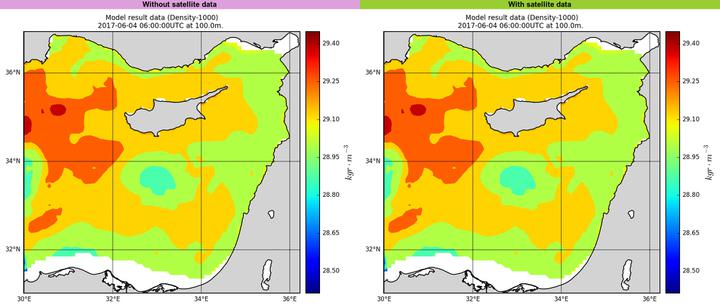 Without satellite data
With satellite data
Model result data (Density-1000)
2017-06-04 06:00:00UTC at 100.0m.
36°N
34°N
32°N
30°E
32°E
34°E
36°E
29.40
29.25
29.10
28.95
28.80
28.65
28.50
kgr · m⁻³
Model result data (Density-1000)
2017-06-04 06:00:00UTC at 100.0m.
36°N
34°N
32°N
30°E
32°E
34°E
36°E
29.40
29.25
29.10
28.95
28.80
28.65
28.50
kgr · m⁻³